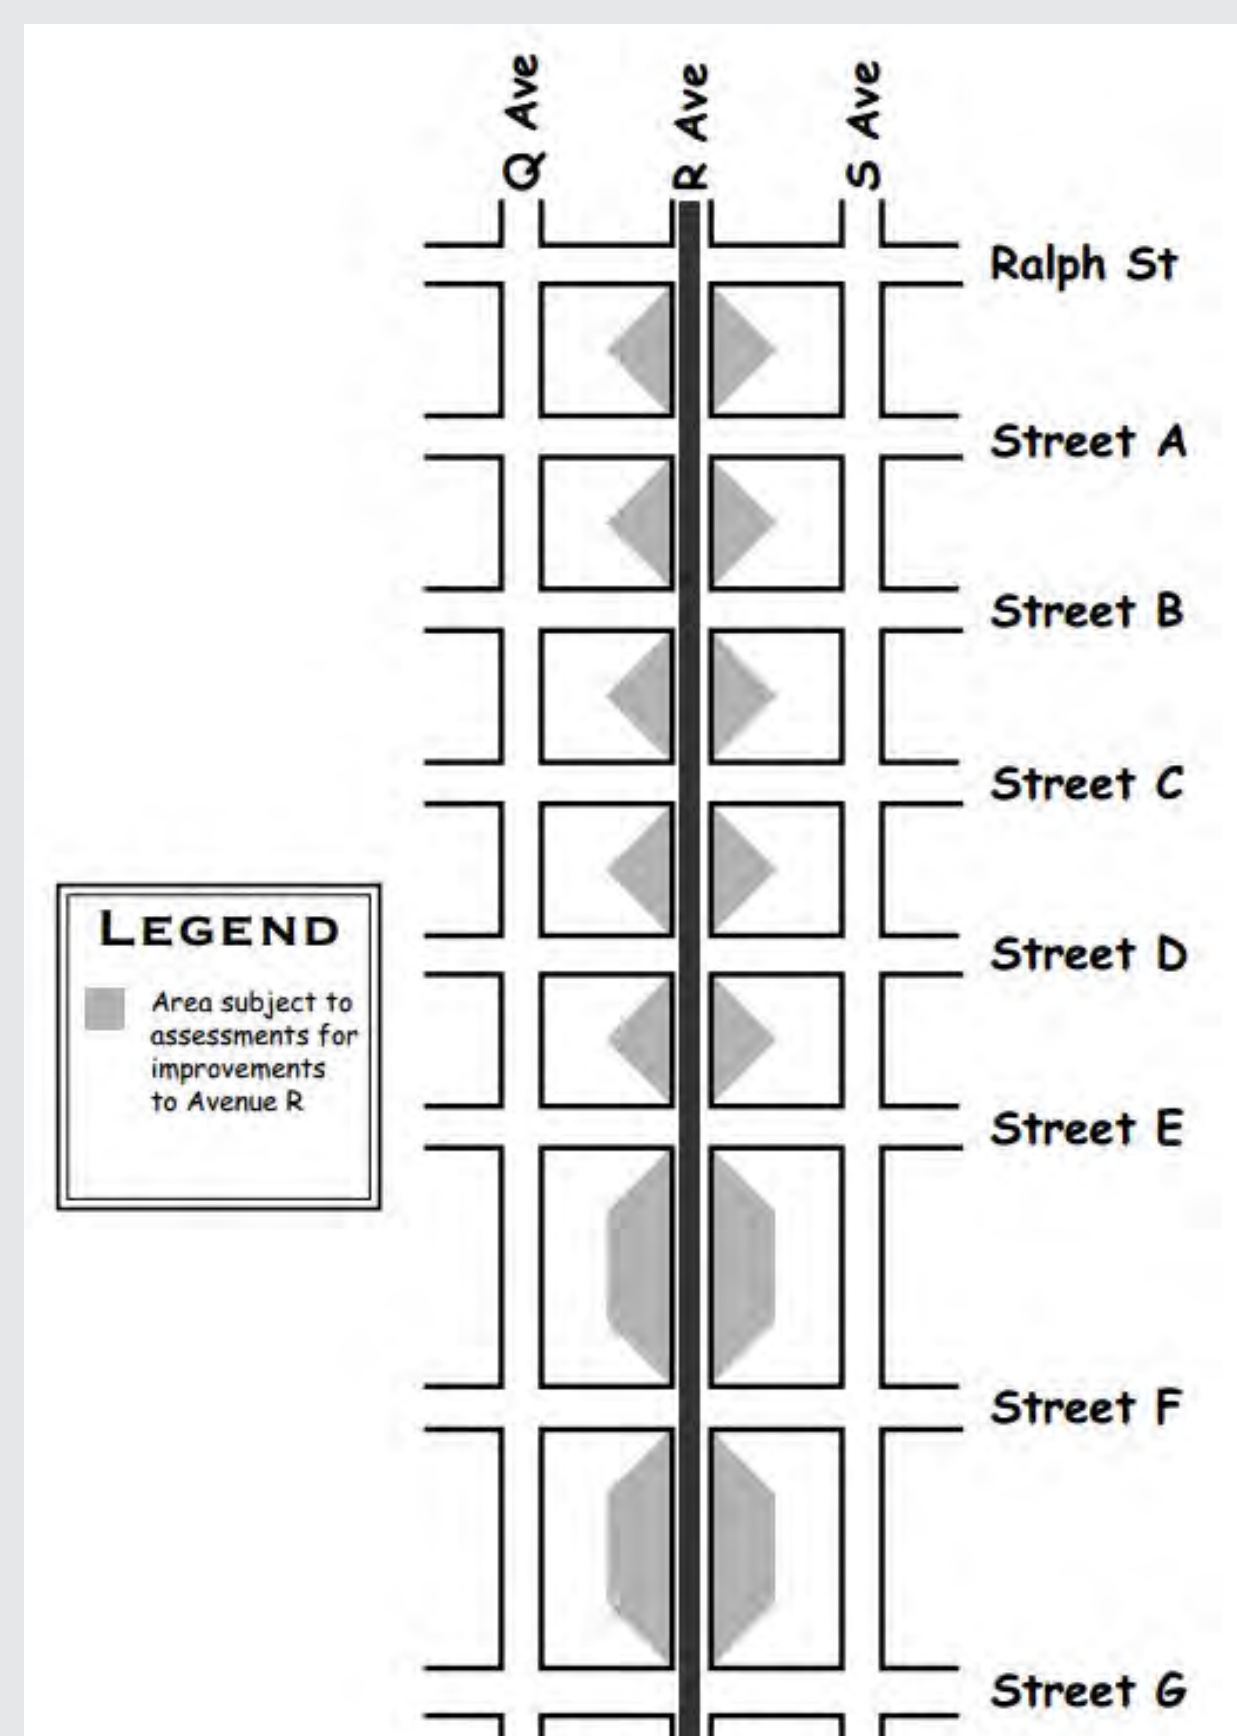 Q Ave
R Ave
S Ave
Ralph St
Street A
Street B
Street C
LEGEND
Street D
Area subject to
assessments for
improvements
to Avenue R
Street E
Street F
Street G